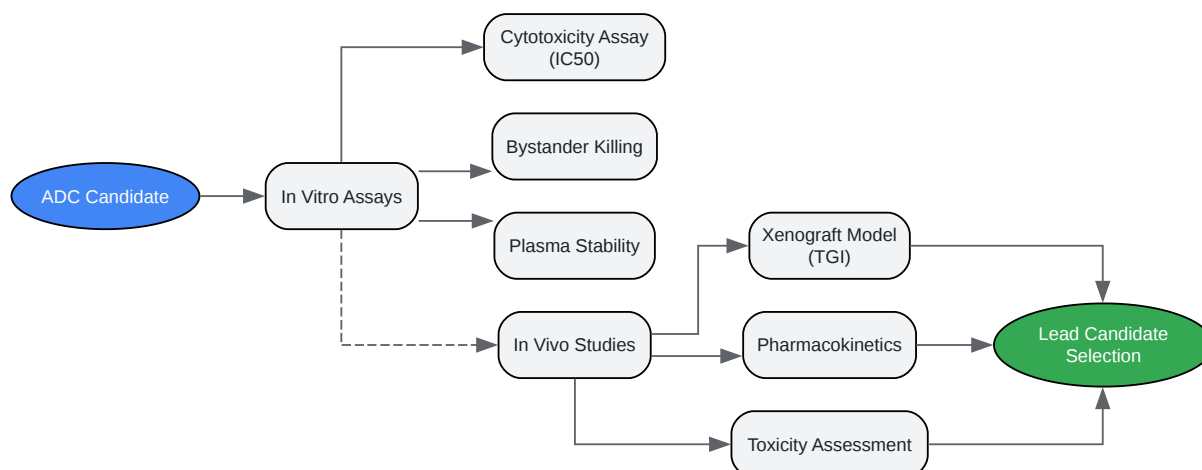 Cytotoxicity Assay
(IC50)
Bystander Killing
ADC Candidate
In Vitro Assays
Plasma Stability
Xenograft Model
(TGI)
In Vivo Studies
Pharmacokinetics
Lead Candidate
Selection
Toxicity Assessment